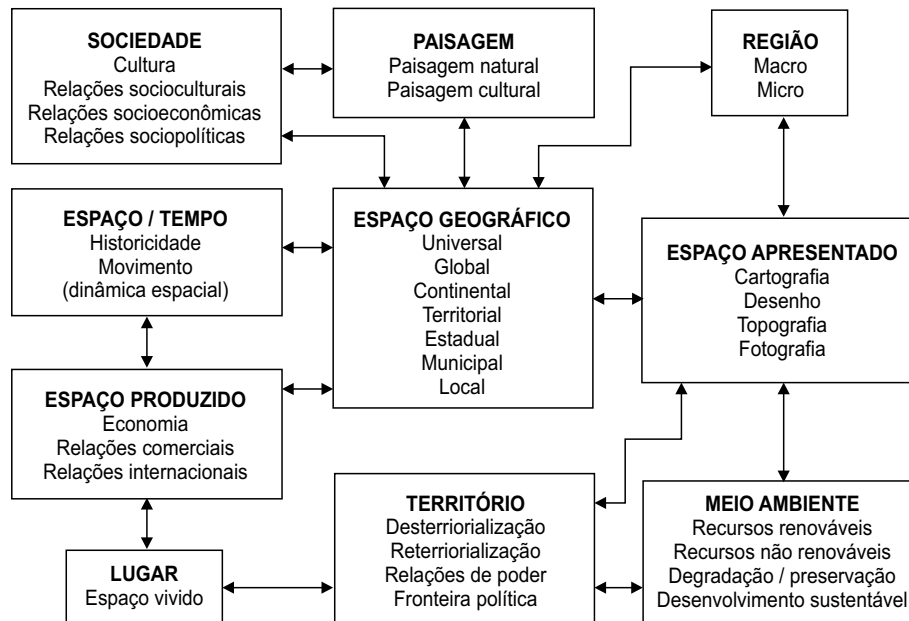 SOCIEDADE
Cultura
Relações socioculturais
Relações socioeconômicas
Relações sociopolíticas
PAISAGEM
Paisagem natural
Paisagem cultural
REGIÃO
Macro
Micro
ESPAÇO / TEMPO
Historicidade
Movimento
(dinâmica espacial)
ESPAÇO GEOGRÁFICO
Universal
Global
Continental
Territorial
Estadual
Municipal
Local
ESPAÇO APRESENTADO
Cartografia
Desenho
Topografia
Fotografia
ESPAÇO PRODUZIDO
Economia
Relações comerciais
Relações internacionais
LUGAR
Espaço vivido
TERRITÓRIO
Desterriorialização
Reterriorialização
Relações de poder
Fronteira política
MEIO AMBIENTE
Recursos renováveis
Recursos não renováveis
Degradação / preservação
Desenvolvimento sustentável